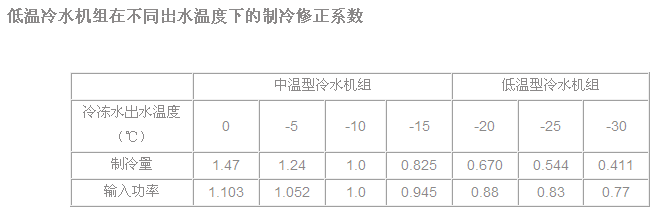 低温冷水机组在不同出水温度下的制冷修正系数
中温型冷水机组 低温型冷水机组
冷冻水出水温度
（℃） 0 -5 -10 -15 -20 -25 -30
制冷量 1.47 1.24 1.0 0.825 0.670 0.544 0.411
输入功率 1.103 1.052 1.0 0.945 0.88 0.83 0.77